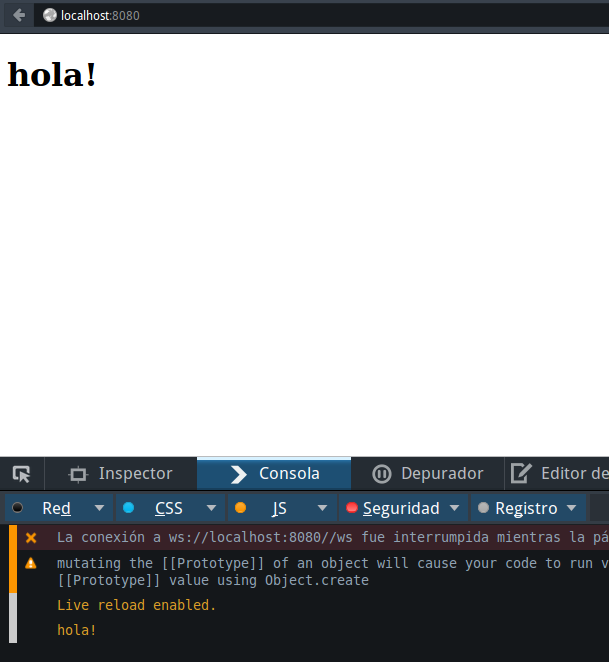 localhost:8080
hola!
Inspector
Consola
Depurador
Editor de
Red
CSS
JS
Seguridad
Registro
La conexión a ws://localhost:8080//ws fue interrumpida mientras la pá
mutating the [[Prototype]] of an object will cause your code to run v
[[Prototype]] value using Object.create
Live reload enabled.
hola!